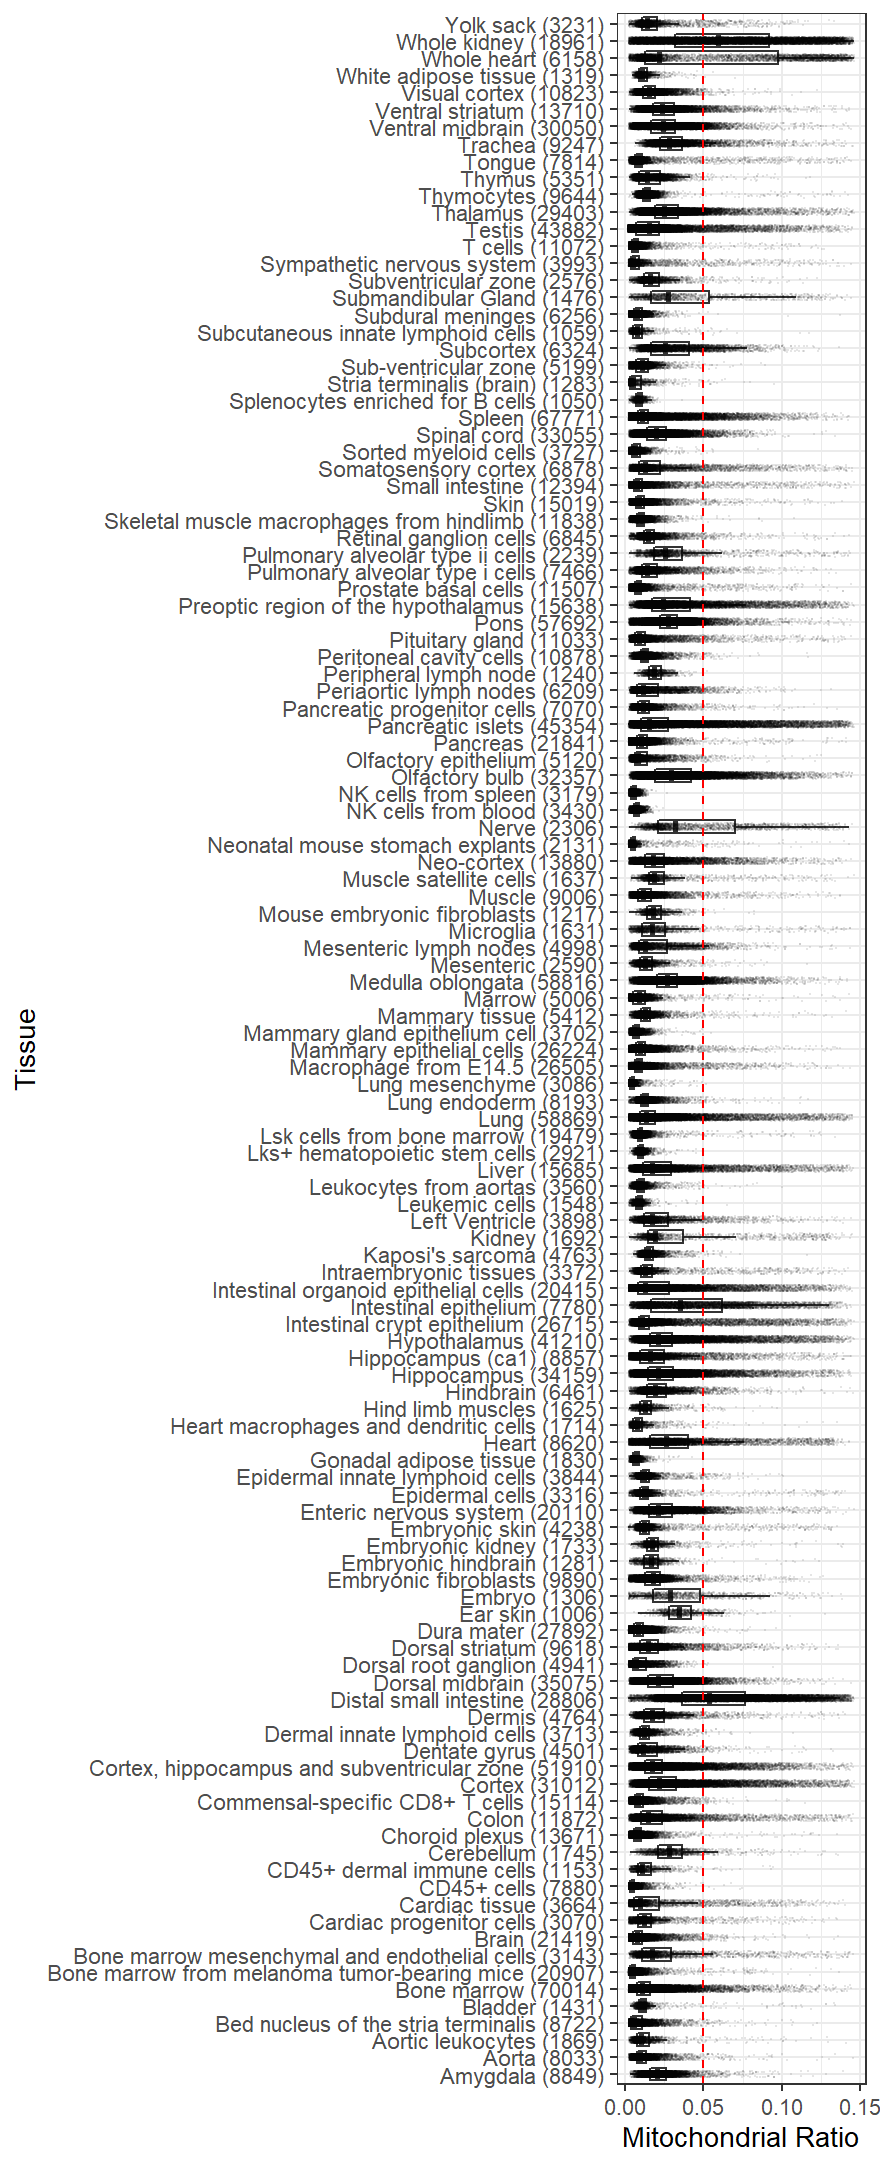 Yolk sack (3231)
Whole kidney (18961)
Whole heart (6158)
White adipose tissue (1319)
Visual cortex (10823)
Ventral striatum (13710)
Ventral midbrain (30050)
Trachea (9247)
Tongue (7814)
Thymus (5351)
Thymocytes (9644)
Thalamus (29403)
Testis (43882)
T cells (11072)
Sympathetic nervous system (3993)
Subventricular zone (2576)
Submandibular Gland (1476)
Subdural meninges (6256)
Subcutaneous innate lymphoid cells (1059)
Subcortex (6324)
Sub-ventricular zone (5199)
Stria terminalis (brain) (1283)
Splenocytes enriched for B cells (1050)
Spleen (67771)
Spinal cord (33055)
Sorted myeloid cells (3727)
Somatosensory cortex (6878)
Small intestine (12394)
Skin (15019)
Skeletal muscle macrophages from hindlimb (11838)
Retinal ganglion cells (6845)
Pulmonary alveolar type ii cells (2239)
Pulmonary alveolar type i cells (7466)
Prostate basal cells (11507)
Preoptic region of the hypothalamus (15638)
Pons (57692)
Pituitary gland (11033)
Peritoneal cavity cells (10878)
Peripheral lymph node (1240)
Periaortic lymph nodes (6209)
Pancreatic progenitor cells (7070)
Pancreatic islets (45354)
Pancreas (21841)
Olfactory epithelium (5120)
Olfactory bulb (32357)
NK cells from spleen (3179)
NK cells from blood (3430)
Nerve (2306)
Neonatal mouse stomach explants (2131)
Neo-cortex (13880)
Muscle satellite cells (1637)
Muscle (9006)
Mouse embryonic fibroblasts (1217)
Microglia (1631)
Mesenteric lymph nodes (4998)
Mesenteric (2590)
Medulla oblongata (58816)
Marrow (5006)
Mammary tissue (5412)
Mammary gland epithelium cell (3702)
Mammary epithelial cells (26224)
Macrophage from E14.5 (26505)
Lung mesenchyme (3086)
Lung endoderm (8193)
Lung (58869)
Lsk cells from bone marrow (19479)
Lks+ hematopoietic stem cells (2921)
Liver (15685)
Leukocytes from aortas (3560)
Leukemic cells (1548)
Left Ventricle (3898)
Kidney (1692)
Kaposi's sarcoma (4763)
Intraembryonic tissues (3372)
Intestinal organoid epithelial cells (20415)
Intestinal epithelium (7780)
Intestinal crypt epithelium (26715)
Hypothalamus (41210)
Hippocampus (ca1) (8857)
Hippocampus (34159)
Hindbrain (6461)
Hind limb muscles (1625)
Heart macrophages and dendritic cells (1714)
Heart (8620)
Gonadal adipose tissue (1830)
Epidermal innate lymphoid cells (3844)
Epidermal cells (3316)
Enteric nervous system (20110)
Embryonic skin (4238)
Embryonic kidney (1733)
Embryonic hindbrain (1281)
Embryonic fibroblasts (9890)
Embryo (1306)
Ear skin (1006)
Dura mater (27892)
Dorsal striatum (9618)
Dorsal root ganglion (4941)
Dorsal midbrain (35075)
Distal small intestine (28806)
Dermis (4764)
Dermal innate lymphoid cells (3713)
Dentate gyrus (4501)
Cortex, hippocampus and subventricular zone (51910)
Cortex (31012)
Commensal-specific CD8+ T cells (15114)
Colon (11872)
Choroid plexus (13671)
Cerebellum (1745)
CD45+ dermal immune cells (1153)
CD45+ cells (7880)
Cardiac tissue (3664)
Cardiac progenitor cells (3070)
Brain (21419)
Bone marrow mesenchymal and endothelial cells (3143)
Bone marrow from melanoma tumor-bearing mice (20907)
Bone marrow (70014)
Bladder (1431)
Bed nucleus of the stria terminalis (8722)
Aortic leukocytes (1869)
Aorta (8033)
Amygdala (8849)
Tissue
0.00 0.05 0.10 0.15
Mitochondrial Ratio